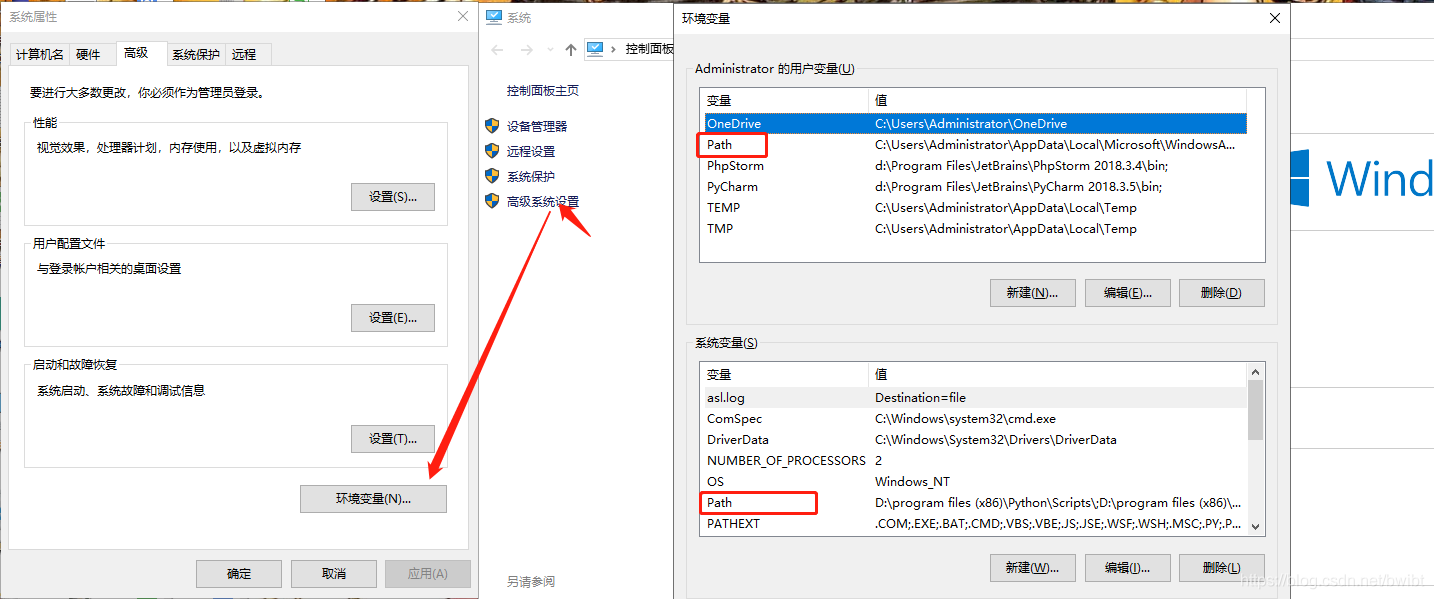 系统属性
计算机名
硬件
高级
系统保护
远程
要进行大多数更改，你必须作为管理员登录。
性能
视觉效果，处理器计划，内存使用，以及虚拟内存
设置(S)...
用户配置文件
与登录帐户相关的桌面设置
设置(E)...
启动和故障恢复
系统启动、系统故障和调试信息
设置(T)...
环境变量(N)...
确定
取消
应用(A)
系统
控制面板
控制面板主页
设备管理器
远程设置
系统保护
高级系统设置
另请参阅
环境变量
Administrator 的用户变量(U)
变量 值
OneDrive C:\Users\Administrator\OneDrive
Path C:\Users\Administrator\AppData\Local\Microsoft\WindowsA...
PhpStorm d:\Program Files\JetBrains\PhpStorm 2018.3.4\bin;
PyCharm d:\Program Files\JetBrains\PyCharm 2018.3.5\bin;
TEMP C:\Users\Administrator\AppData\Local\Temp
TMP C:\Users\Administrator\AppData\Local\Temp
新建(N)...
编辑(E)...
删除(D)
系统变量(S)
变量 值
asl.log Destination=file
ComSpec C:\Windows\system32\cmd.exe
DriverData C:\Windows\System32\Drivers\DriverData
NUMBER_OF_PROCESSORS 2
OS Windows_NT
Path D:\program files (x86)\Python\Scripts\;D:\program files (x86)\...
PATHEXT .COM;.EXE;.BAT;.CMD;.VBS;.VBE;.JS;.JSE;.WSF;.WSH;.MSC;.PY;.P...
新建(W)...
编辑(I)...
删除(L)
Wind
https://blog.csdn.net/bwibt